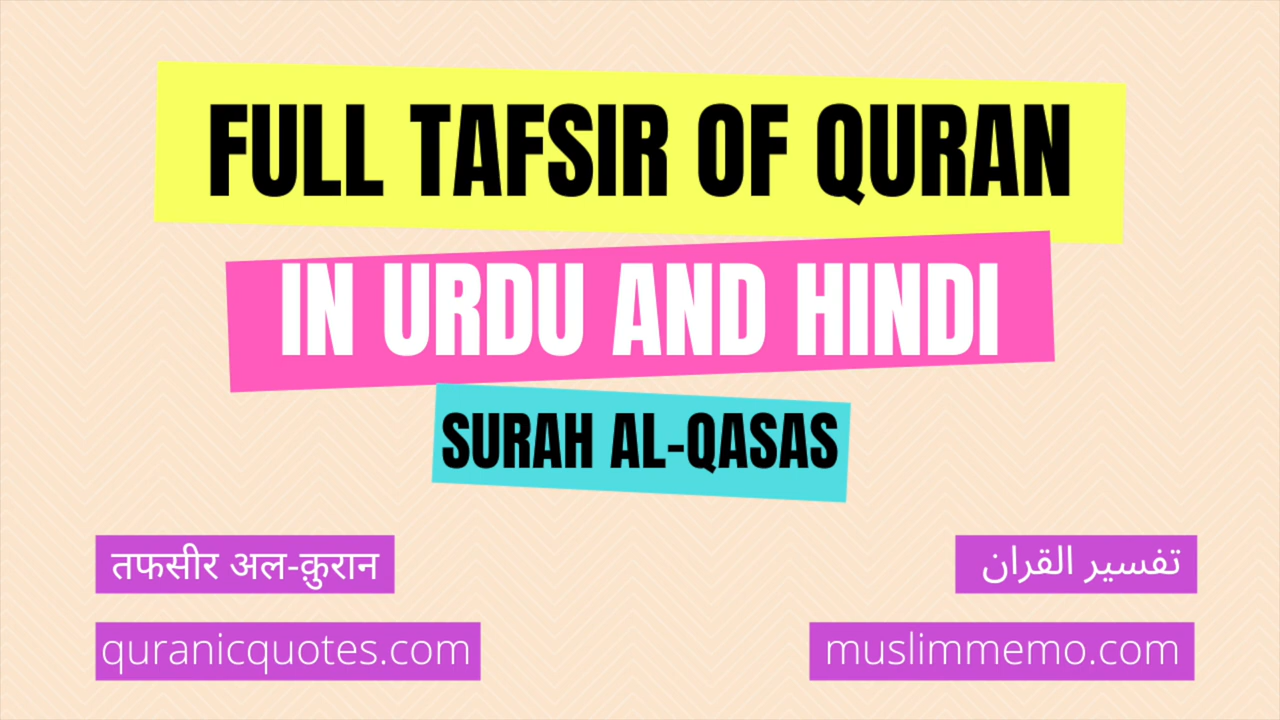 FULL TAFSIR OF QURAN
IN URDU AND HINDI
SURAH AL-QASAS
तफसीर अल-क़ुरान
تفسير القران
quranicquotes.com
muslimmemo.com